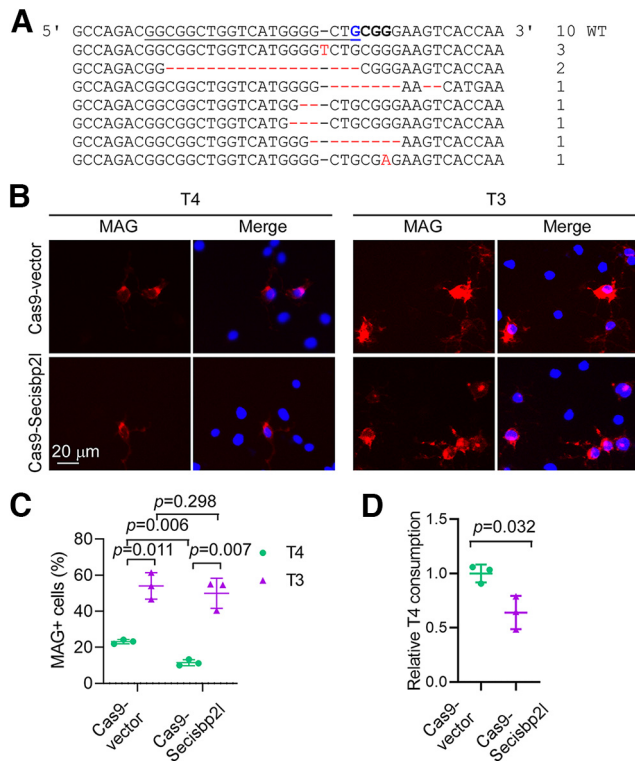 A
5' GCCAGACGGCGGCTGGTCATGGGG-CTGCGGGAAGTCACCAA 3' 10 WT
GCCAGACGGCGGCTGGTCATGGGGTCTGCGGGAAGTCACCAA 3
GCCAGACGG-------------------CGGGAAGTCACCAA 2
GCCAGACGGCGGCTGGTCATGGGG--------AA--CATGAA 1
GCCAGACGGCGGCTGGTCATGG---CTGCGGGAAGTCACCAA 1
GCCAGACGGCGGCTGGTCATG----CTGCGGGAAGTCACCAA 1
GCCAGACGGCGGCTGGTCATGGG---------AAGTCACCAA 1
GCCAGACGGCGGCTGGTCATGGGG-CTGCGAGAAGTCACCAA 1
B
T4 T3
MAG Merge MAG Merge
Cas9-vector
Cas9-Secisbp2l
20 µm
C
MAG+ cells (%)
80
60
40
20
0
p=0.298
p=0.006
p=0.011 p=0.007
T4
T3
Cas9-vector
Cas9-Secisbp2l
D
Relative T4 consumption
1.5
1.0
0.5
0.0
p=0.032
Cas9-vector
Cas9-Secisbp2l